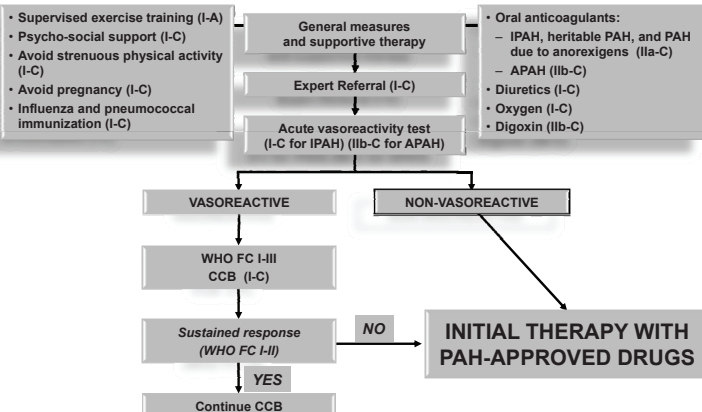 • Supervised exercise training (I-A)
• Psycho-social support (I-C)
• Avoid strenuous physical activity
(I-C)
• Avoid pregnancy (I-C)
• Influenza and pneumococcal
immunization (I-C)
General measures
and supportive therapy
• Oral anticoagulants:
– IPAH, heritable PAH, and PAH
due to anorexigens (IIa-C)
– APAH (IIb-C)
• Diuretics (I-C)
• Oxygen (I-C)
• Digoxin (IIb-C)
Expert Referral (I-C)
Acute vasoreactivity test
(I-C for IPAH) (IIb-C for APAH)
VASOREACTIVE
NON-VASOREACTIVE
WHO FC I-III
CCB (I-C)
Sustained response
(WHO FC I-II)
NO
INITIAL THERAPY WITH
PAH-APPROVED DRUGS
YES
Continue CCB